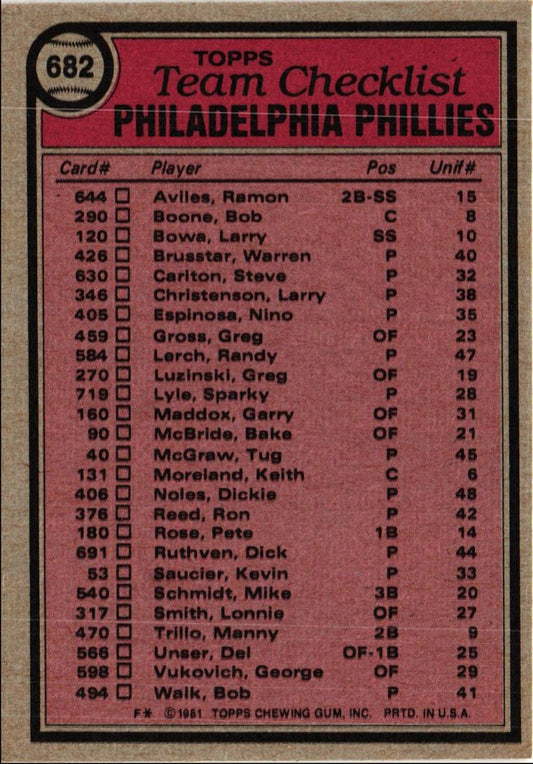 682
TOPPS
Team Checklist
PHILADELPHIA PHILLIES
Card# Player Pos Unif#
644 Aviles, Ramon 2B-SS 15
290 Boone, Bob C 8
120 Bowa, Larry SS 10
426 Brusstar, Warren P 40
630 Carlton, Steve P 32
346 Christenson, Larry P 38
405 Espinosa, Nino P 35
459 Gross, Greg OF 23
584 Lerch, Randy P 47
270 Luzinski, Greg OF 19
719 Lyle, Sparky P 28
160 Maddox, Garry OF 31
90 McBride, Bake OF 21
40 McGraw, Tug P 45
131 Moreland, Keith C 6
406 Noles, Dickie P 48
376 Reed, Ron P 42
180 Rose, Pete 1B 14
691 Ruthven, Dick P 44
53 Saucier, Kevin P 33
540 Schmidt, Mike 3B 20
317 Smith, Lonnie OF 27
470 Trillo, Manny 2B 9
566 Unser, Del OF-1B 25
598 Vukovich, George OF 29
494 Walk, Bob P 41
F* ©1981 TOPPS CHEWING GUM, INC. PRTD. IN U.S.A.